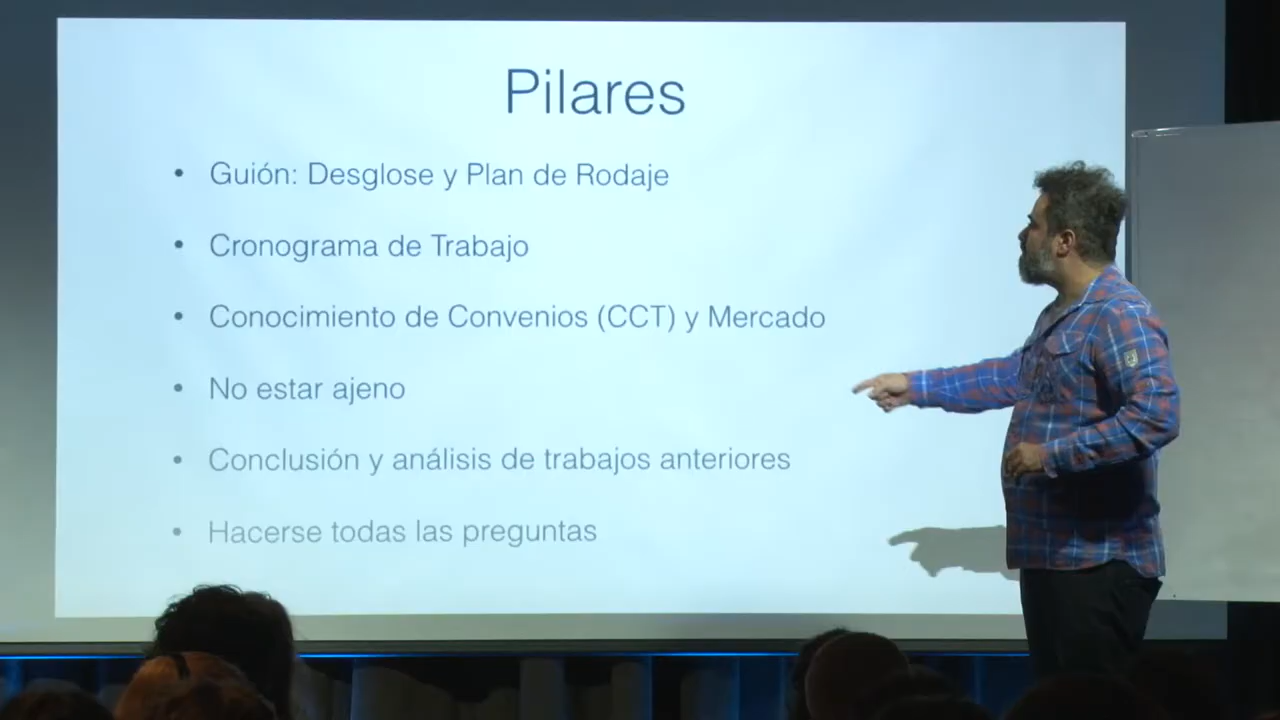 Pilares
• Guión: Desglose y Plan de Rodaje
• Cronograma de Trabajo
• Conocimiento de Convenios (CCT) y Mercado
• No estar ajeno
• Conclusión y análisis de trabajos anteriores
• Hacerse todas las preguntas